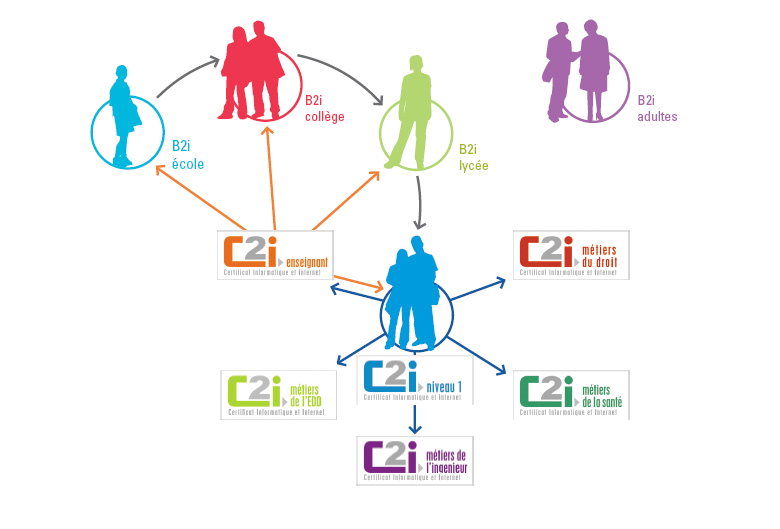 B2i
collège
B2i
adultes
B2i
école
B2i
lycée
C2i enseignant
Certificat Informatique et Internet
C2i métiers
du droit
Certificat Informatique et Internet
C2i métiers
de l'EDD
Certificat Informatique et Internet
C2i niveau 1
Certificat Informatique et Internet
C2i métiers
de la santé
Certificat Informatique et Internet
C2i métiers de
l'ingenieur
Certificat Informatique et Internet